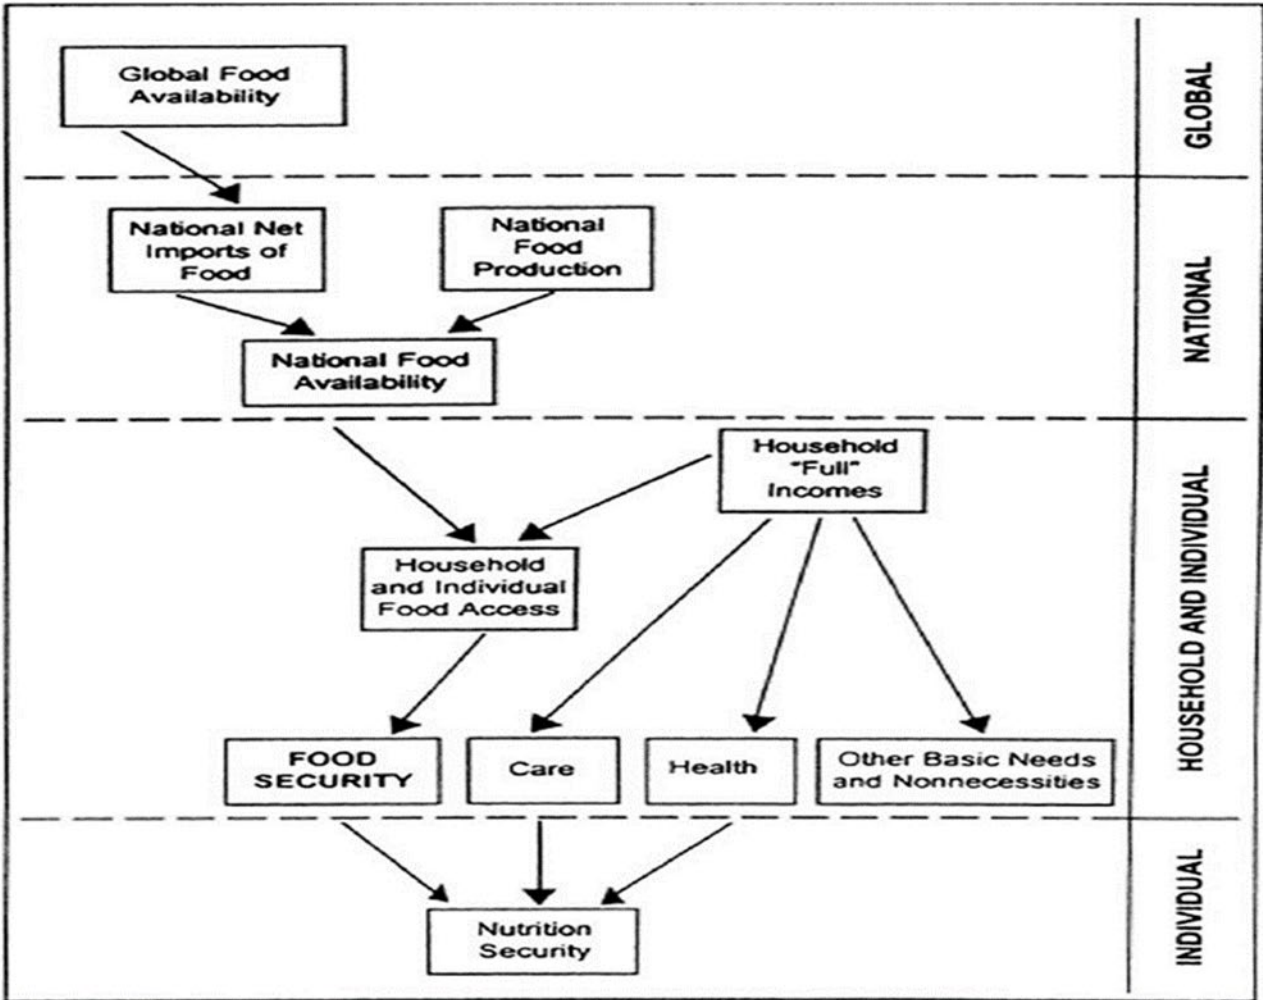 Global Food
Availability
GLOBAL
National Net
Imports of
Food
National
Food
Production
National Food
Availability
NATIONAL
Household
"Full"
Incomes
Household
and Individual
Food Access
FOOD
SECURITY
Care
Health
Other Basic Needs
and Nonnecessities
HOUSEHOLD AND INDIVIDUAL
Nutrition
Security
INDIVIDUAL